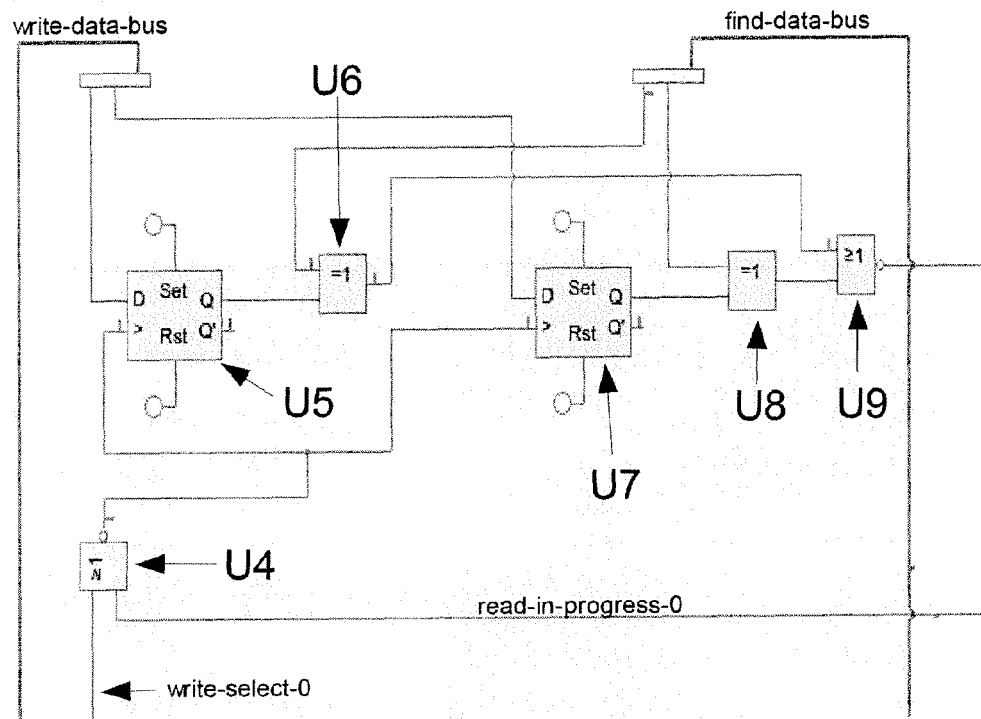 write-data-bus
find-data-bus
U6
=1
≥1
=1
D Set Q
> Rst Q'
D Set Q
> Rst Q'
U5
U8
U9
U7
U4
read-in-progress-0
write-select-0